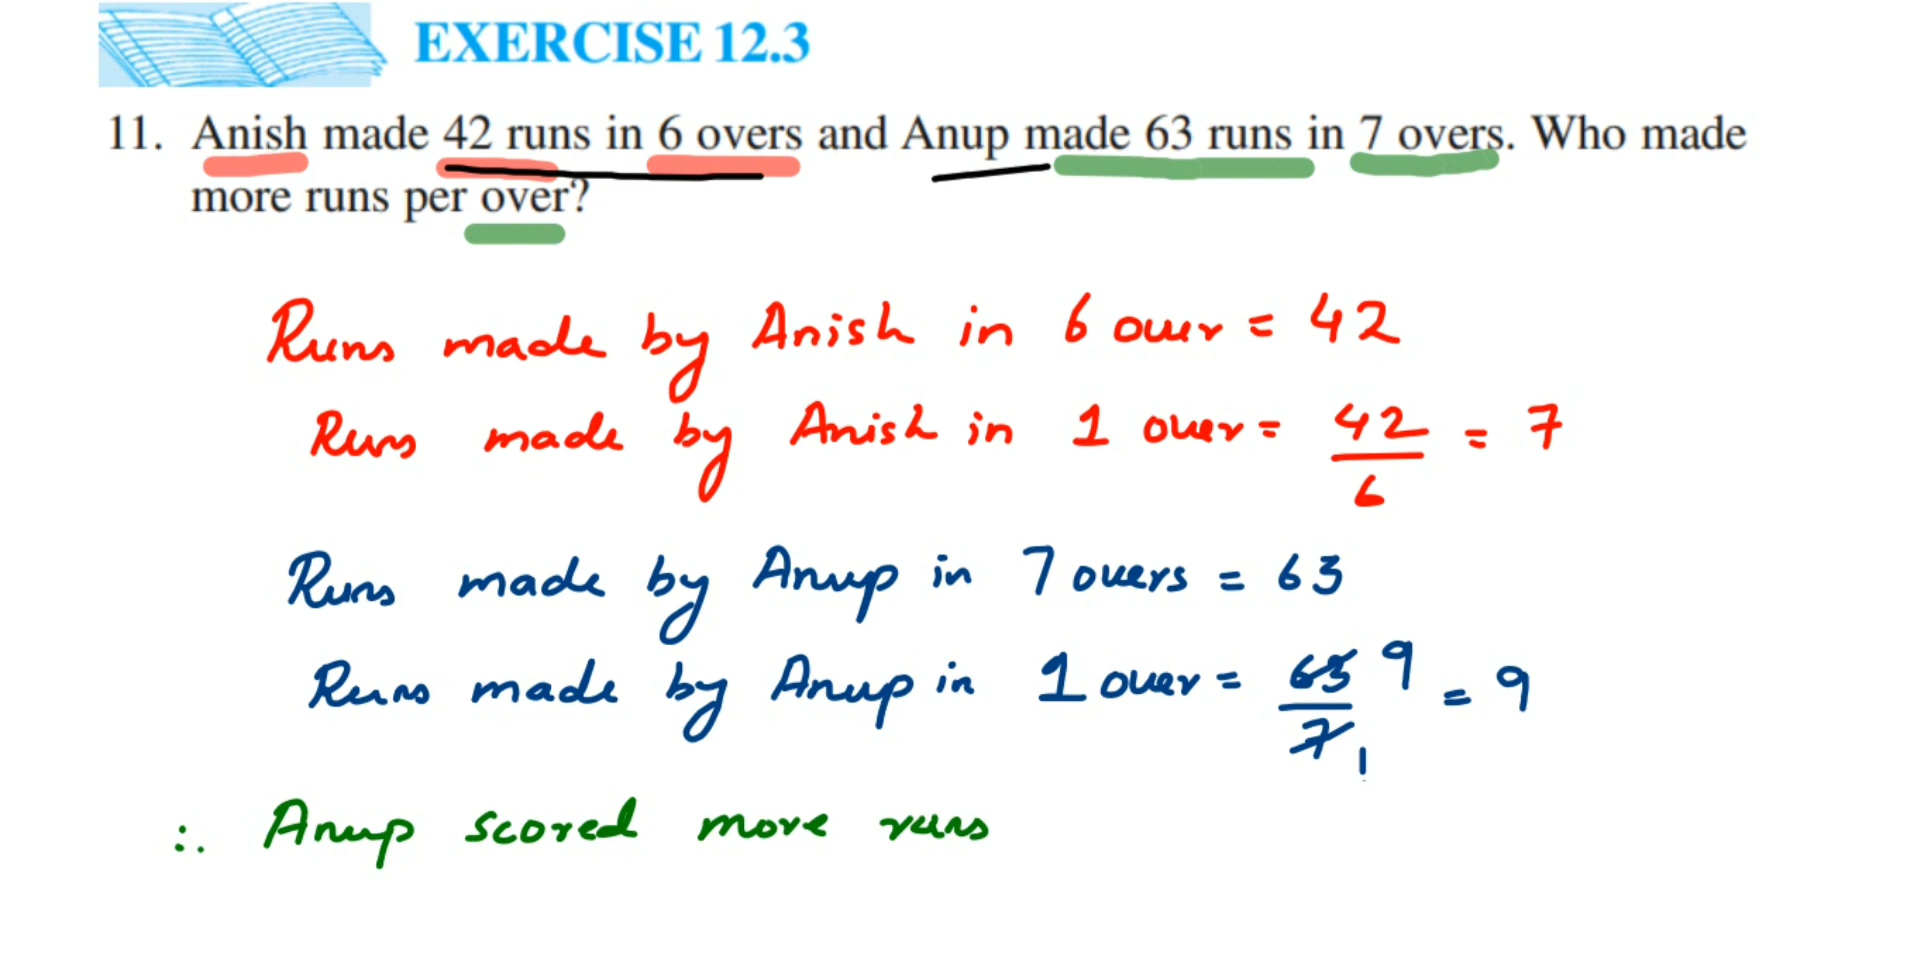 EXERCISE 12.3
11. Anish made 42 runs in 6 overs and Anup made 63 runs in 7 overs. Who made
more runs per over?
Runs made by Anish in 6 over = 42
Runs made by Anish in 1 over = 42/6 = 7
Runs made by Anup in 7 overs = 63
Runs made by Anup in 1 over = 63/7 9 1 = 9
∴ Anup scored more runs